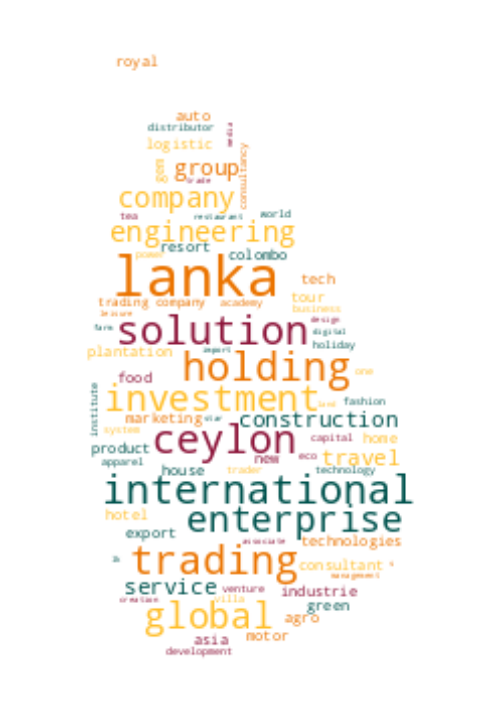 royal
auto
distributor
media
logistic
consultancy
gem
group
trade
company
tea
restaurant
world
engineering
resort
colombo
power
lanka
tech
trading company
academy
tour
business
leisure
design
farm
solution
digital
holiday
plantation
import
holding
one
food
investment
land
fashion
institute
marketing
star
construction
system
ceylon
capital
home
product
new
eco
travel
apparel
house
trader
technology
international
hotel
enterprise
export
associate
technologies
lk
trading
consultant
management
service
venture
industrie
creation
villa
green
global
agro
asia
motor
development